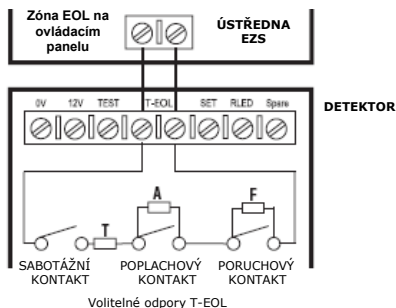 Zóna EOL na
ovládacím
panelu
ÚSTŘEDNA
EZS
0V 12V TEST T-EOL SET RLED Spare
DETEKTOR
A
F
T
SABOTÁŽNÍ
KONTAKT
POPLACHOVÝ
KONTAKT
PORUCHOVÝ
KONTAKT
Volitelné odpory T-EOL